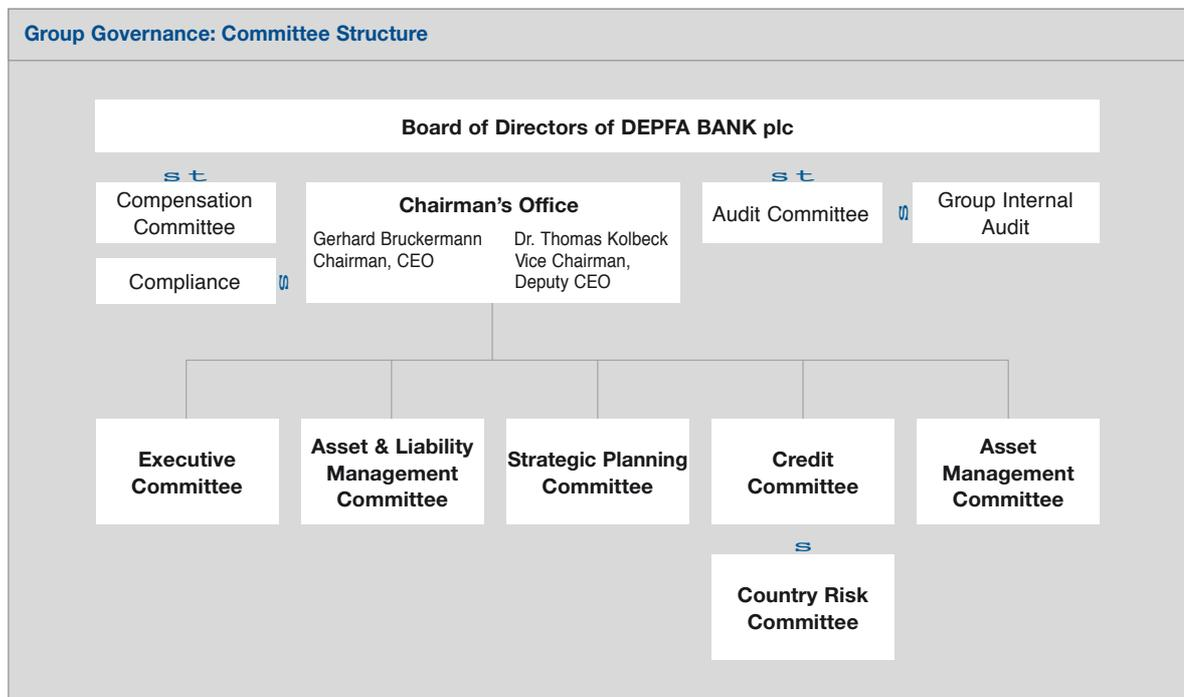 Group Governance: Committee Structure
Board of Directors of DEPFA BANK plc
s t
Compensation
Committee
Compliance
s
Chairman’s Office
Gerhard Bruckermann
Chairman, CEO
Dr. Thomas Kolbeck
Vice Chairman,
Deputy CEO
s t
Audit Committee
s
Group Internal
Audit
Executive
Committee
Asset & Liability
Management
Committee
Strategic Planning
Committee
Credit
Committee
Asset
Management
Committee
s
Country Risk
Committee